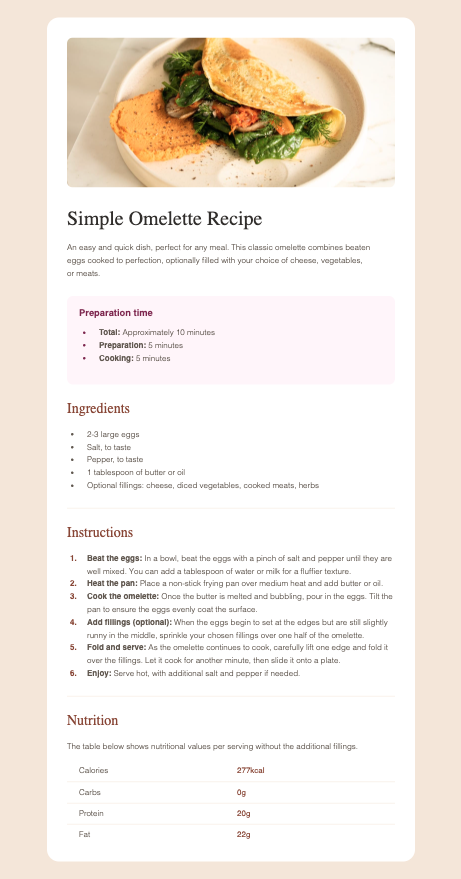 Simple Omelette Recipe
An easy and quick dish, perfect for any meal. This classic omelette combines beaten
eggs cooked to perfection, optionally filled with your choice of cheese, vegetables,
or meats.
Preparation time
• Total: Approximately 10 minutes
• Preparation: 5 minutes
• Cooking: 5 minutes
Ingredients
• 2-3 large eggs
• Salt, to taste
• Pepper, to taste
• 1 tablespoon of butter or oil
• Optional fillings: cheese, diced vegetables, cooked meats, herbs
Instructions
1. Beat the eggs: In a bowl, beat the eggs with a pinch of salt and pepper until they are
well mixed. You can add a tablespoon of water or milk for a fluffier texture.
2. Heat the pan: Place a non-stick frying pan over medium heat and add butter or oil.
3. Cook the omelette: Once the butter is melted and bubbling, pour in the eggs. Tilt the
pan to ensure the eggs evenly coat the surface.
4. Add fillings (optional): When the eggs begin to set at the edges but are still slightly
runny in the middle, sprinkle your chosen fillings over one half of the omelette.
5. Fold and serve: As the omelette continues to cook, carefully lift one edge and fold it
over the fillings. Let it cook for another minute, then slide it onto a plate.
6. Enjoy: Serve hot, with additional salt and pepper if needed.
Nutrition
The table below shows nutritional values per serving without the additional fillings.
Calories 277kcal
Carbs 0g
Protein 20g
Fat 22g